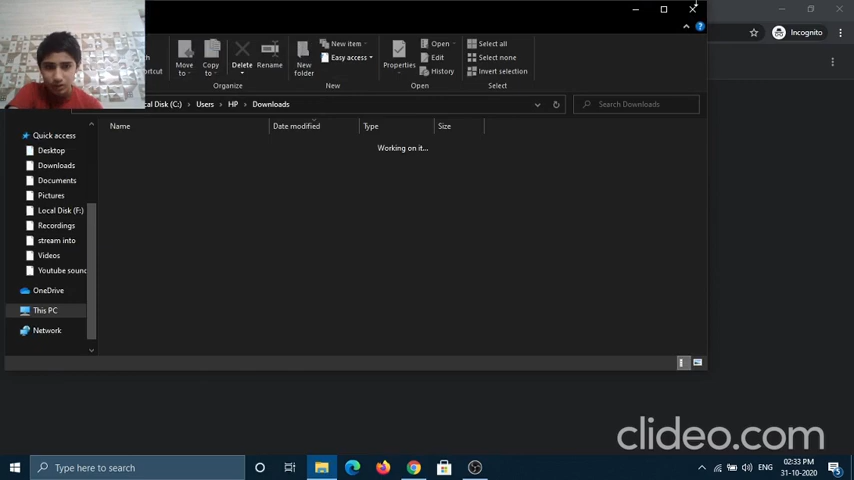 Incognito
New item
Open
Select all
Easy access
Edit
Select none
Move to
Copy to
Delete
Rename
New folder
Properties
History
Invert selection
Organize
New
Open
Select
(C:) > Users > HP > Downloads
Search Downloads
Name
Date modified
Type
Size
Working on it...
Quick access
Desktop
Downloads
Documents
Pictures
Local Disk (F:)
Recordings
stream into
Videos
Youtube sound
OneDrive
This PC
Network
clideo.com
Type here to search
ENG
02:33 PM
31-10-2020